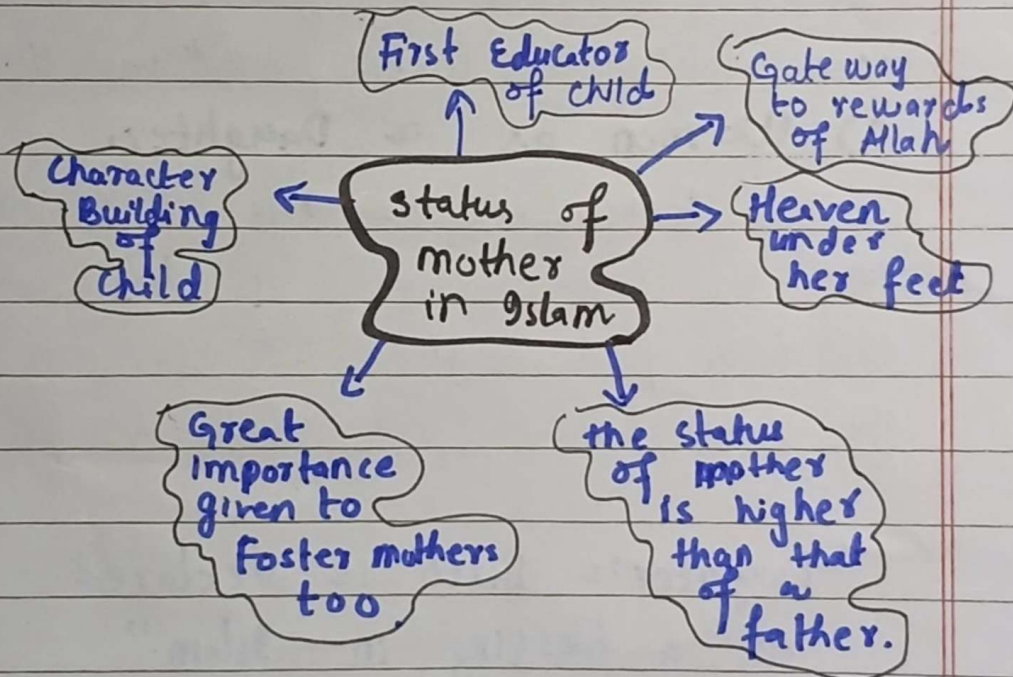 First Educator
of child
Gateway
to rewards
of Allah
Character
Building
of
Child
status of
mother
in Islam
Heaven
under
her feet
Great
importance
given to
Foster mothers
too.
the status
of mother
is higher
than that
of a
father.